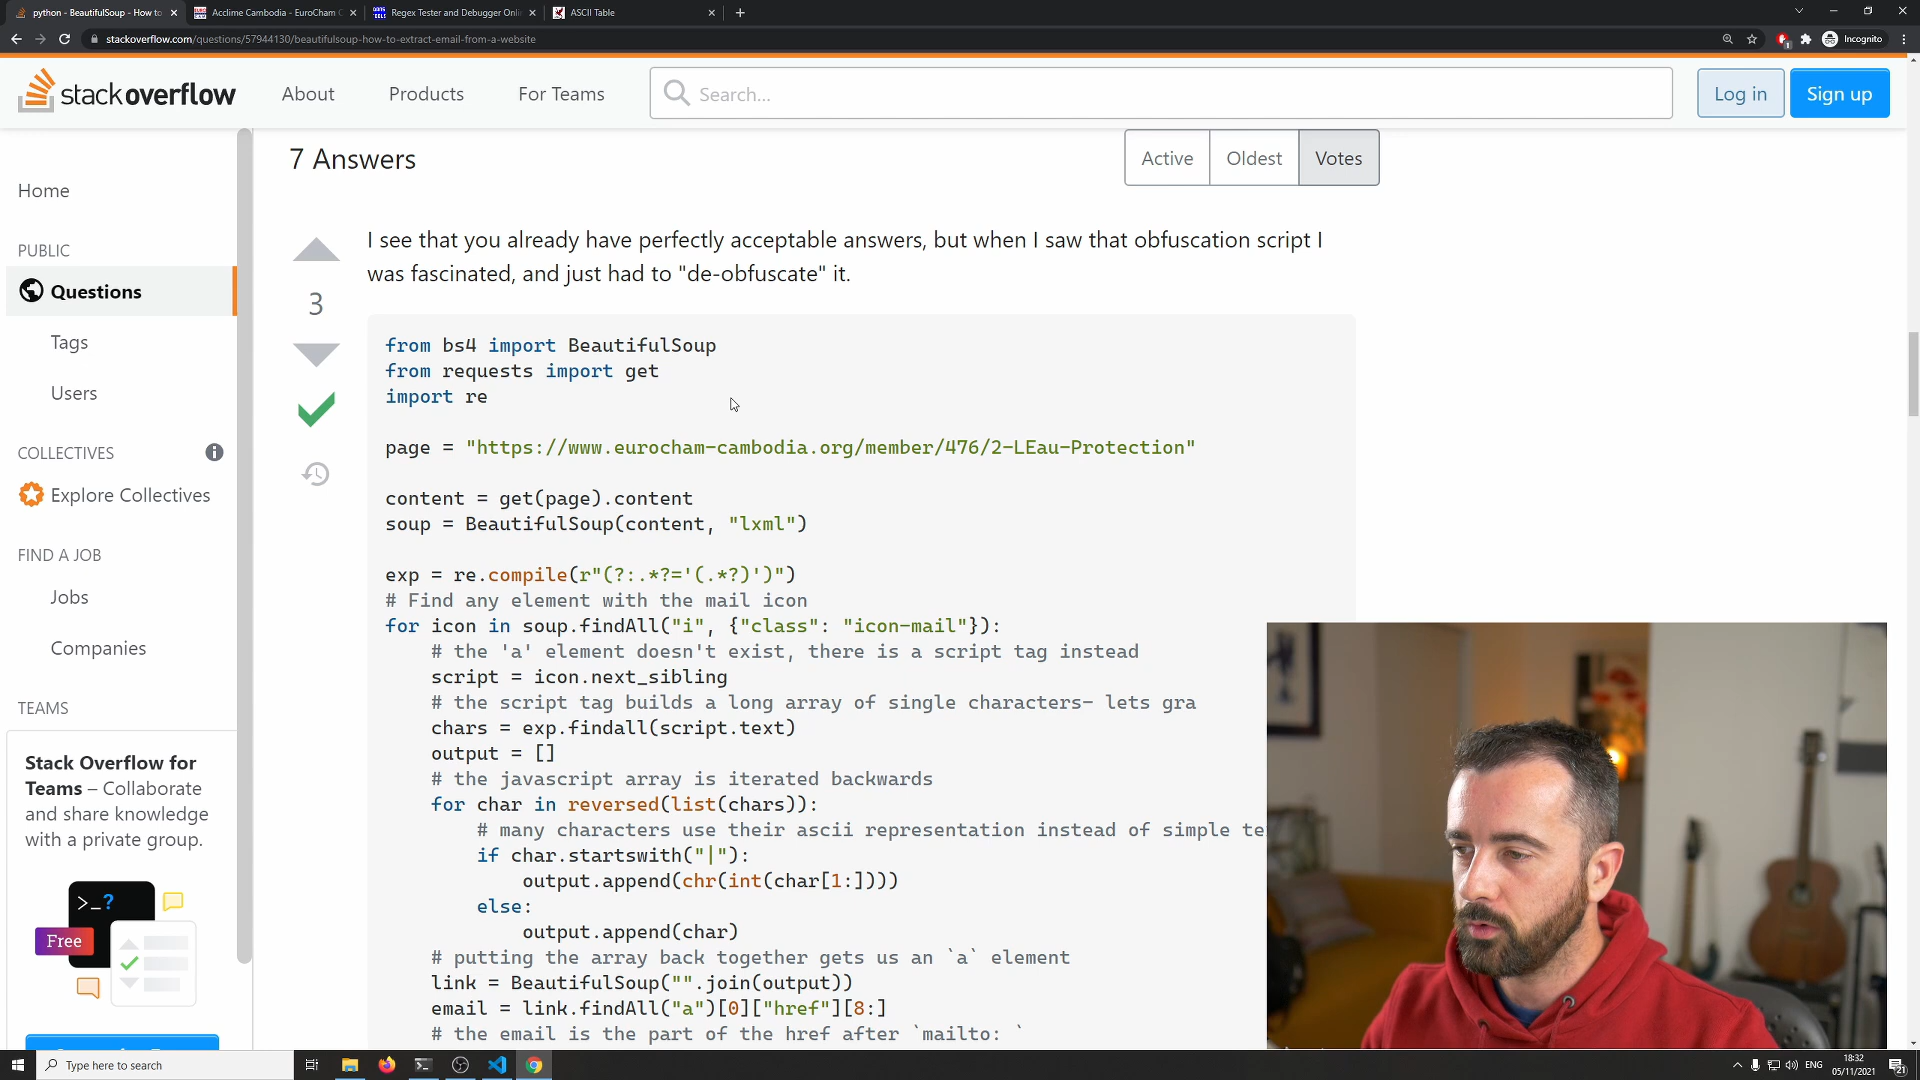 python - BeautifulSoup - How to
Acclime Cambodia - EuroCham C
Regex Tester and Debugger Onli
ASCII Table
stackoverflow.com/questions/57944130/beautifulsoup-how-to-extract-email-from-a-website
Incognito
stackoverflow
About
Products
For Teams
Search...
Log in
Sign up
Home
PUBLIC
Questions
Tags
Users
COLLECTIVES
Explore Collectives
FIND A JOB
Jobs
Companies
TEAMS
Stack Overflow for
Teams – Collaborate
and share knowledge
with a private group.
>_?
Free
7 Answers
Active
Oldest
Votes
3
I see that you already have perfectly acceptable answers, but when I saw that obfuscation script I
was fascinated, and just had to "de-obfuscate" it.
from bs4 import BeautifulSoup
from requests import get
import re
page = "https://www.eurocham-cambodia.org/member/476/2-LEau-Protection"
content = get(page).content
soup = BeautifulSoup(content, "lxml")
exp = re.compile(r"(?:.*?='(.*?)')")
# Find any element with the mail icon
for icon in soup.findAll("i", {"class": "icon-mail"}):
# the 'a' element doesn't exist, there is a script tag instead
script = icon.next_sibling
# the script tag builds a long array of single characters- lets gra
chars = exp.findall(script.text)
output = []
# the javascript array is iterated backwards
for char in reversed(list(chars)):
# many characters use their ascii representation instead of simple te
if char.startswith("|"):
output.append(chr(int(char[1:])))
else:
output.append(char)
# putting the array back together gets us an `a` element
link = BeautifulSoup("".join(output))
email = link.findAll("a")[0]["href"][8:]
# the email is the part of the href after `mailto: `
Type here to search
ENG
18:32
05/11/2021
21